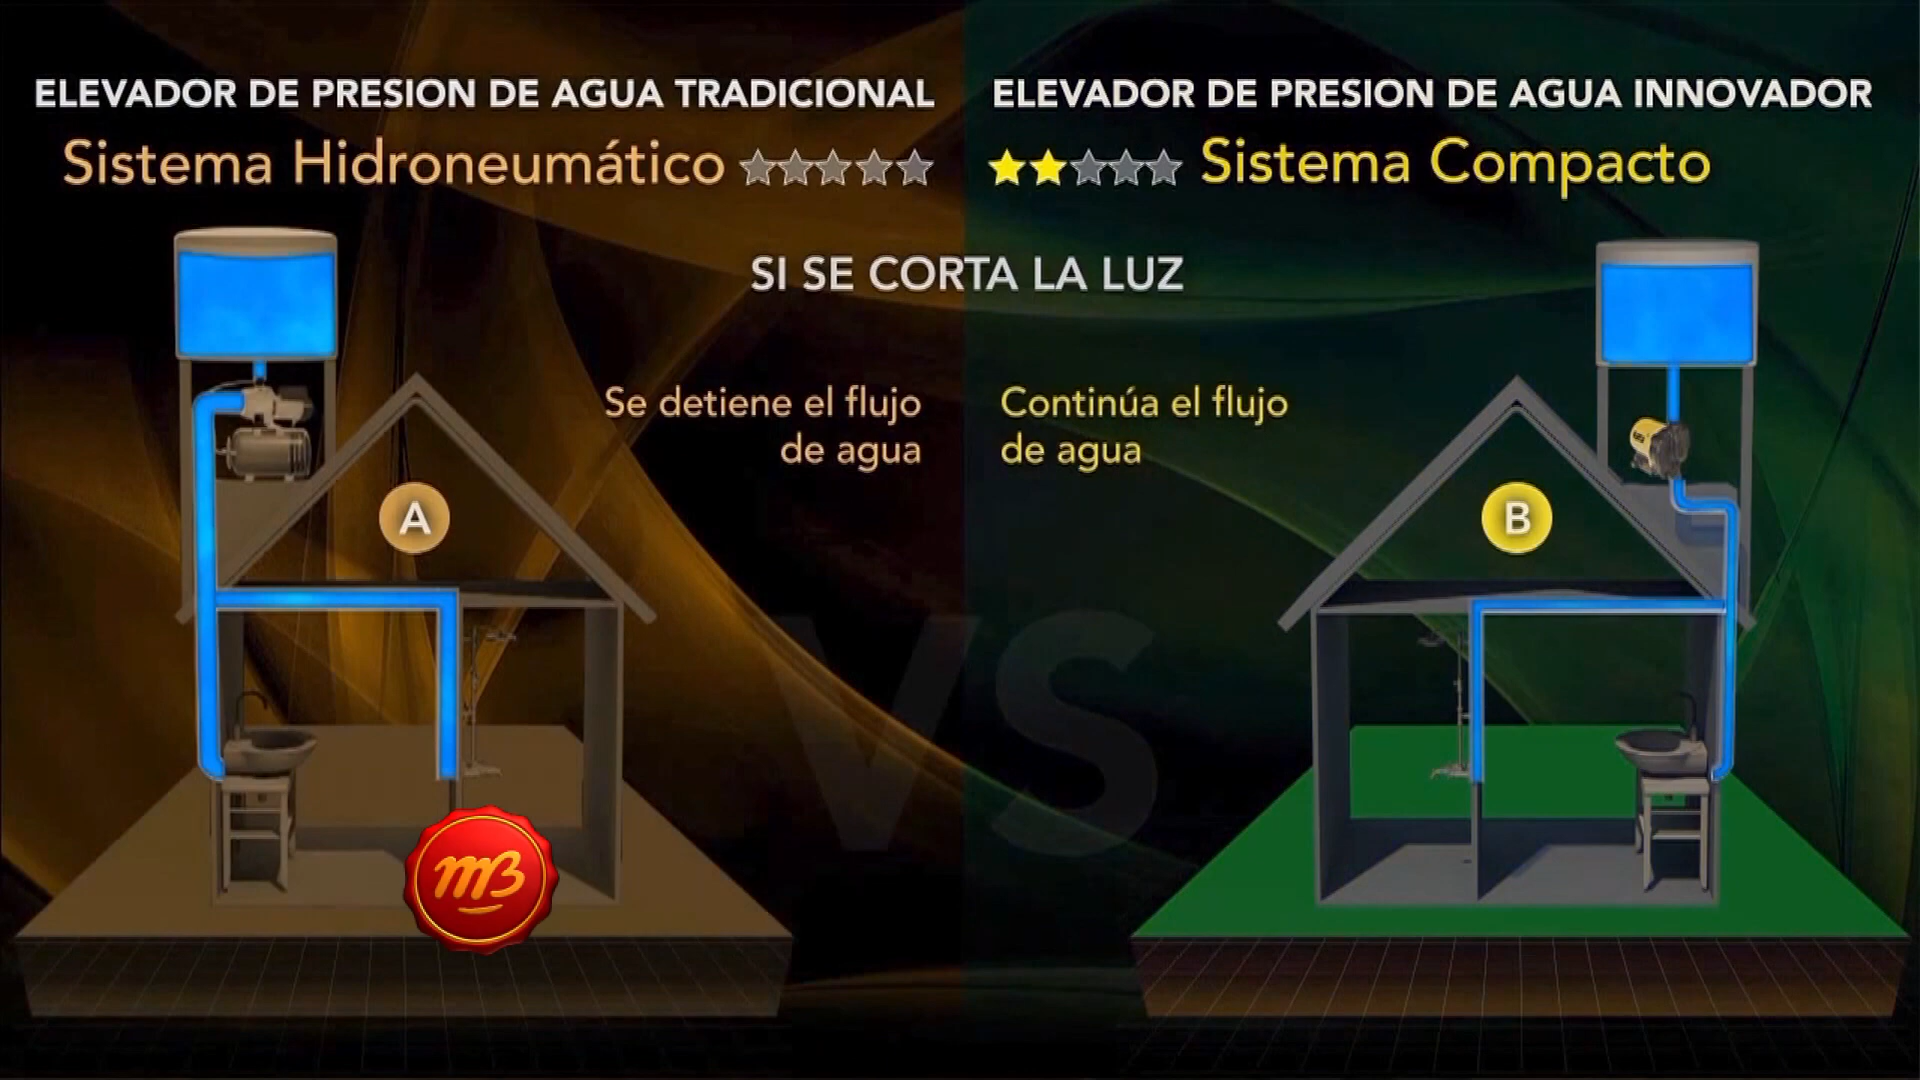 ELEVADOR DE PRESION DE AGUA TRADICIONAL
Sistema Hidroneumático
ELEVADOR DE PRESION DE AGUA INNOVADOR
Sistema Compacto
SI SE CORTA LA LUZ
Se detiene el flujo
de agua
Continúa el flujo
de agua
A
B
VS
mB